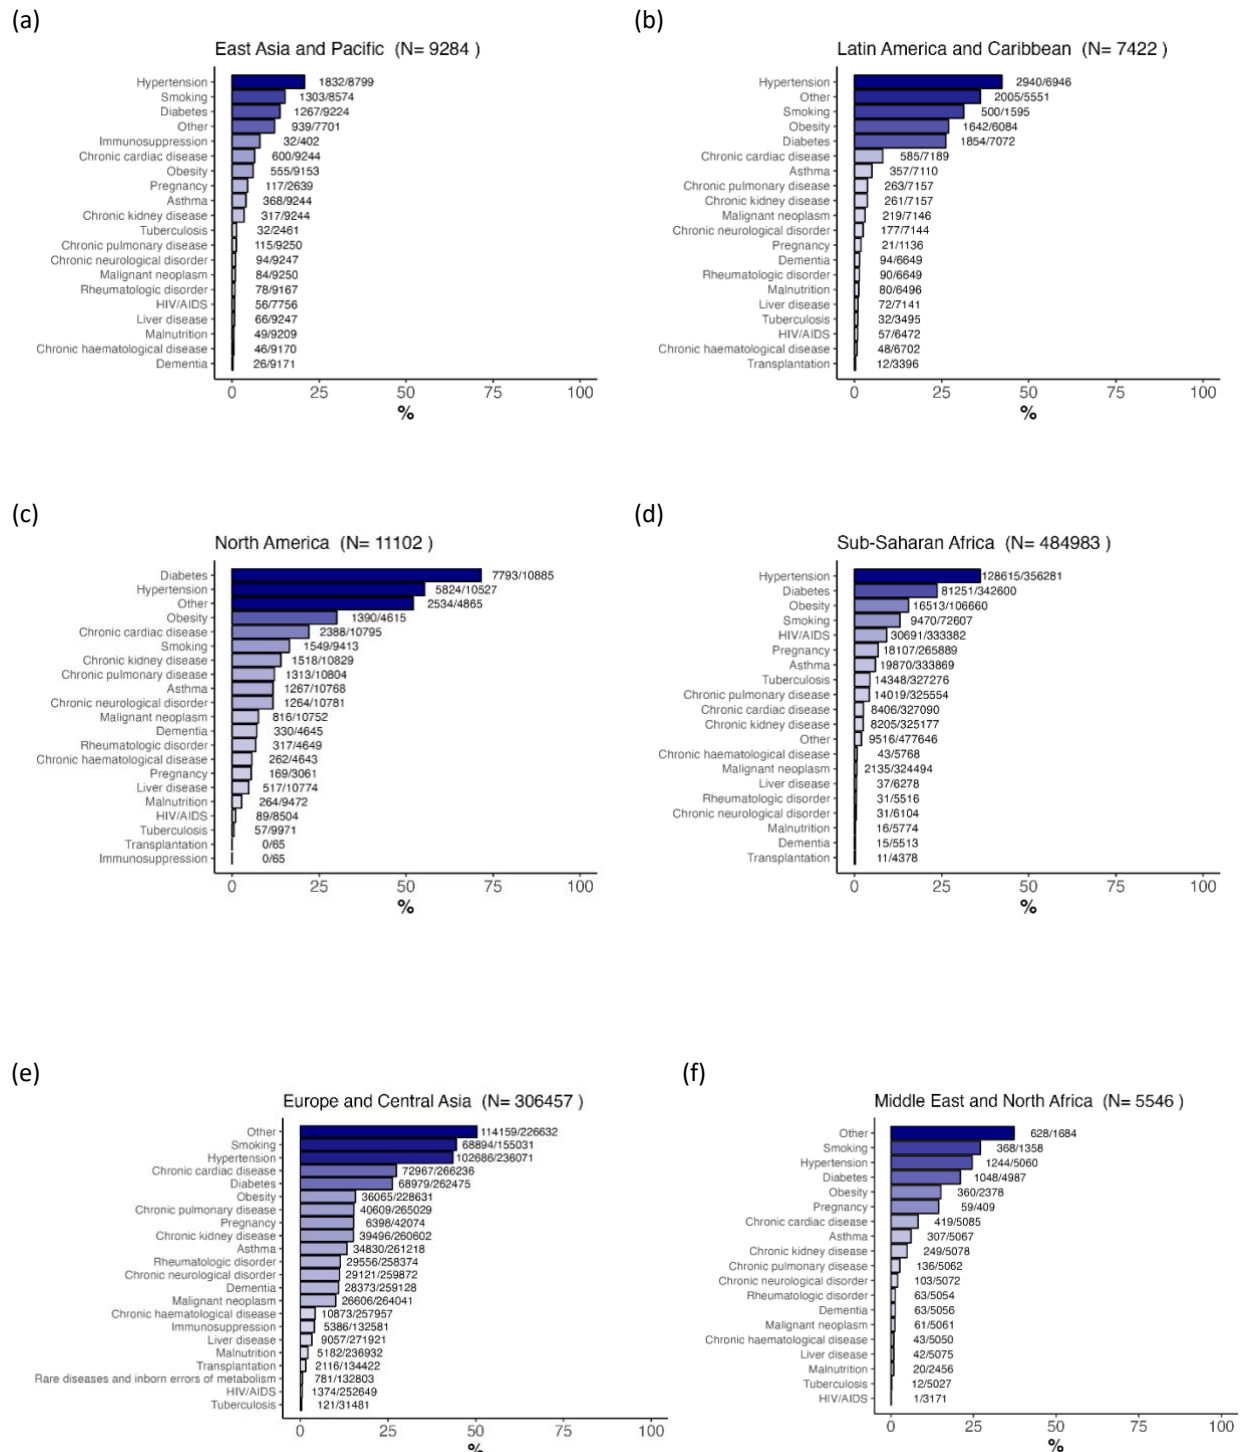 (a)
East Asia and Pacific (N= 9284 )
Hypertension 1832/8799
Smoking 1303/8574
Diabetes 1267/9224
Other 939/7701
Immunosuppression 32/402
Chronic cardiac disease 600/9244
Obesity 555/9153
Pregnancy 117/2639
Asthma 368/9244
Chronic kidney disease 317/9244
Tuberculosis 32/2461
Chronic pulmonary disease 115/9250
Chronic neurological disorder 94/9247
Malignant neoplasm 84/9250
Rheumatologic disorder 78/9167
HIV/AIDS 56/7756
Liver disease 66/9247
Malnutrition 49/9209
Chronic haematological disease 46/9170
Dementia 26/9171
0 25 50 75 100
%
(b)
Latin America and Caribbean (N= 7422 )
Hypertension 2940/6946
Other 2005/5551
Smoking 500/1595
Obesity 1642/6084
Diabetes 1854/7072
Chronic cardiac disease 585/7189
Asthma 357/7110
Chronic pulmonary disease 263/7157
Chronic kidney disease 261/7157
Malignant neoplasm 219/7146
Chronic neurological disorder 177/7144
Pregnancy 21/1136
Dementia 94/6649
Rheumatologic disorder 90/6649
Malnutrition 80/6496
Liver disease 72/7141
Tuberculosis 32/3495
HIV/AIDS 57/6472
Chronic haematological disease 48/6702
Transplantation 12/3396
0 25 50 75 100
%
(c)
North America (N= 11102 )
Diabetes 7793/10885
Hypertension 5824/10527
Other 2534/4865
Obesity 1390/4615
Chronic cardiac disease 2388/10795
Smoking 1549/9413
Chronic kidney disease 1518/10829
Chronic pulmonary disease 1313/10804
Asthma 1267/10768
Chronic neurological disorder 1264/10781
Malignant neoplasm 816/10752
Dementia 330/4645
Rheumatologic disorder 317/4649
Chronic haematological disease 262/4643
Pregnancy 169/3061
Liver disease 517/10774
Malnutrition 264/9472
HIV/AIDS 89/8504
Tuberculosis 57/9971
Transplantation 0/65
Immunosuppression 0/65
0 25 50 75 100
%
(d)
Sub-Saharan Africa (N= 484983 )
Hypertension 128615/356281
Diabetes 81251/342600
Obesity 16513/106660
Smoking 9470/72607
HIV/AIDS 30691/333382
Pregnancy 18107/265889
Asthma 19870/333869
Tuberculosis 14348/327276
Chronic pulmonary disease 14019/325554
Chronic cardiac disease 8406/327090
Chronic kidney disease 8205/325177
Other 9516/477646
Chronic haematological disease 43/5768
Malignant neoplasm 2135/324494
Liver disease 37/6278
Rheumatologic disorder 31/5516
Chronic neurological disorder 31/6104
Malnutrition 16/5774
Dementia 15/5513
Transplantation 11/4378
0 25 50 75 100
%
(e)
Europe and Central Asia (N= 306457 )
Other 114159/226632
Smoking 68894/155031
Hypertension 102686/236071
Chronic cardiac disease 72967/266236
Diabetes 68979/262475
Obesity 36065/228631
Chronic pulmonary disease 40609/265029
Pregnancy 6398/42074
Chronic kidney disease 39496/260602
Asthma 34830/261218
Rheumatologic disorder 29556/258374
Chronic neurological disorder 29121/259872
Dementia 28373/259128
Malignant neoplasm 26606/264041
Chronic haematological disease 10873/257957
Immunosuppression 5386/132581
Liver disease 9057/271921
Malnutrition 5182/236932
Transplantation 2116/134422
Rare diseases and inborn errors of metabolism 781/132803
HIV/AIDS 1374/252649
Tuberculosis 121/31481
0 25 50 75 100
%
(f)
Middle East and North Africa (N= 5546 )
Other 628/1684
Smoking 368/1358
Hypertension 1244/5060
Diabetes 1048/4987
Obesity 360/2378
Pregnancy 59/409
Chronic cardiac disease 419/5085
Asthma 307/5067
Chronic kidney disease 249/5078
Chronic pulmonary disease 136/5062
Chronic neurological disorder 103/5072
Rheumatologic disorder 63/5054
Dementia 63/5056
Malignant neoplasm 61/5061
Chronic haematological disease 43/5050
Liver disease 42/5075
Malnutrition 20/2456
Tuberculosis 12/5027
HIV/AIDS 1/3171
0 25 50 75 100
%